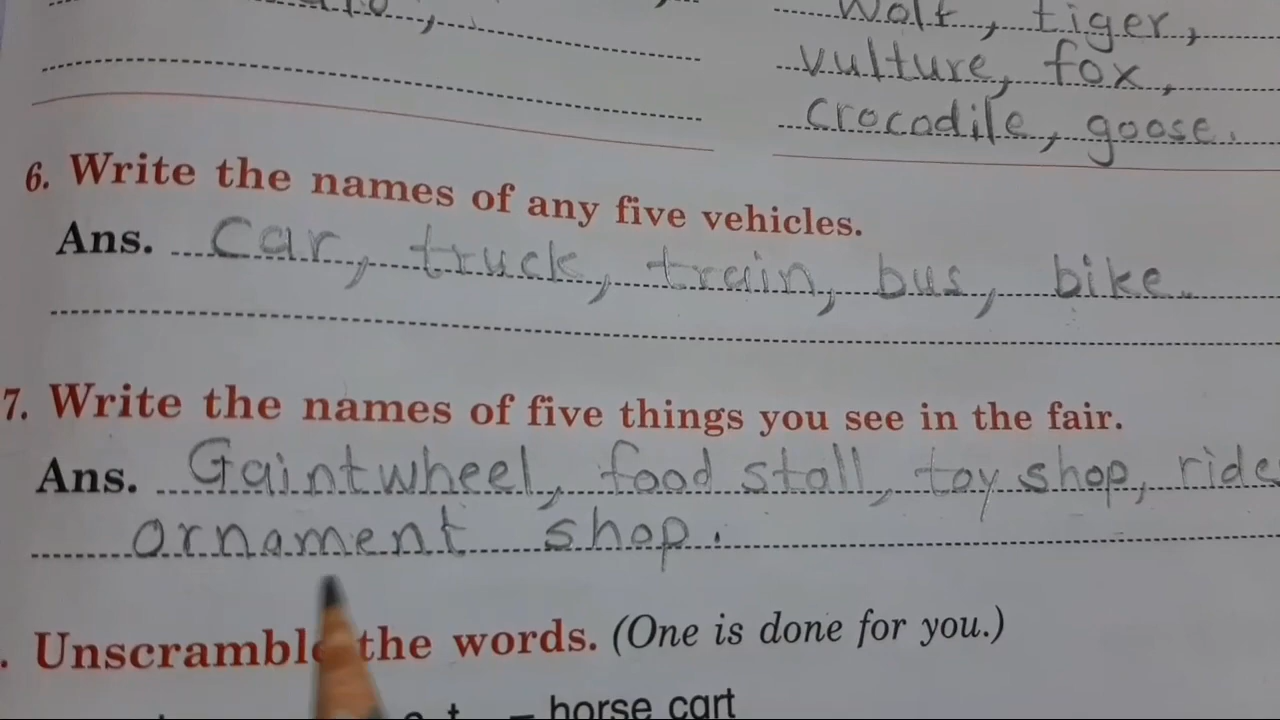 Wolf, tiger,
vulture, fox,
crocodile, goose.
6. Write the names of any five vehicles.
Ans. Car, truck, train, bus, bike.
7. Write the names of five things you see in the fair.
Ans. Gaintwheel, food stall, toy shop, ride
ornament shop.
. Unscramble the words. (One is done for you.)
– horse cart